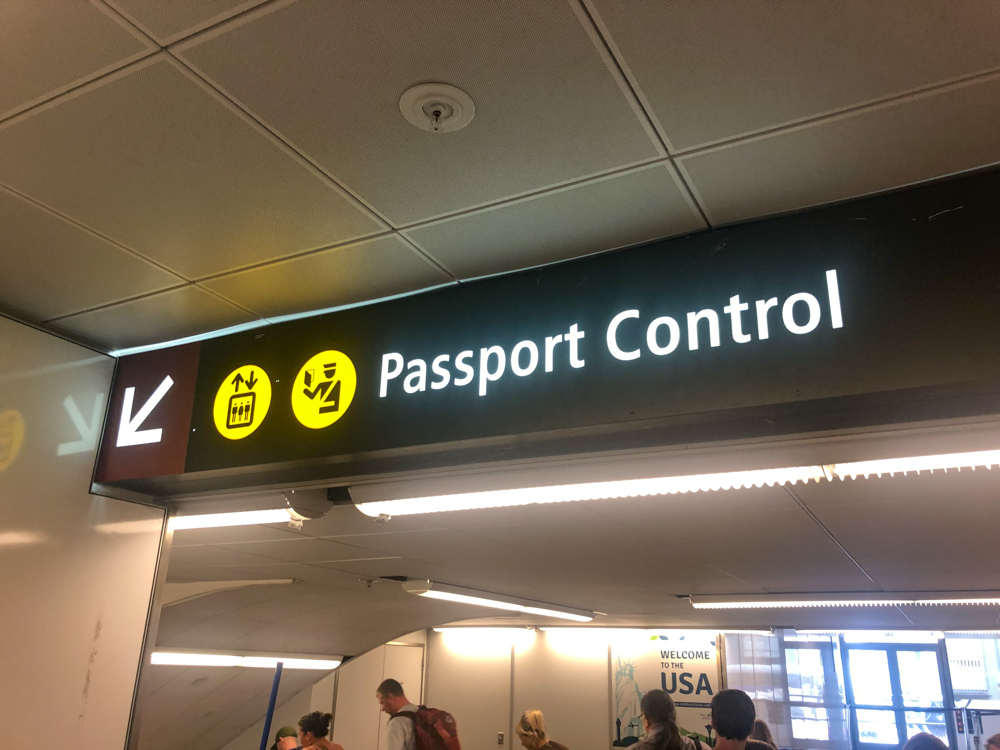 Passport Control
WELCOME
TO THE
USA